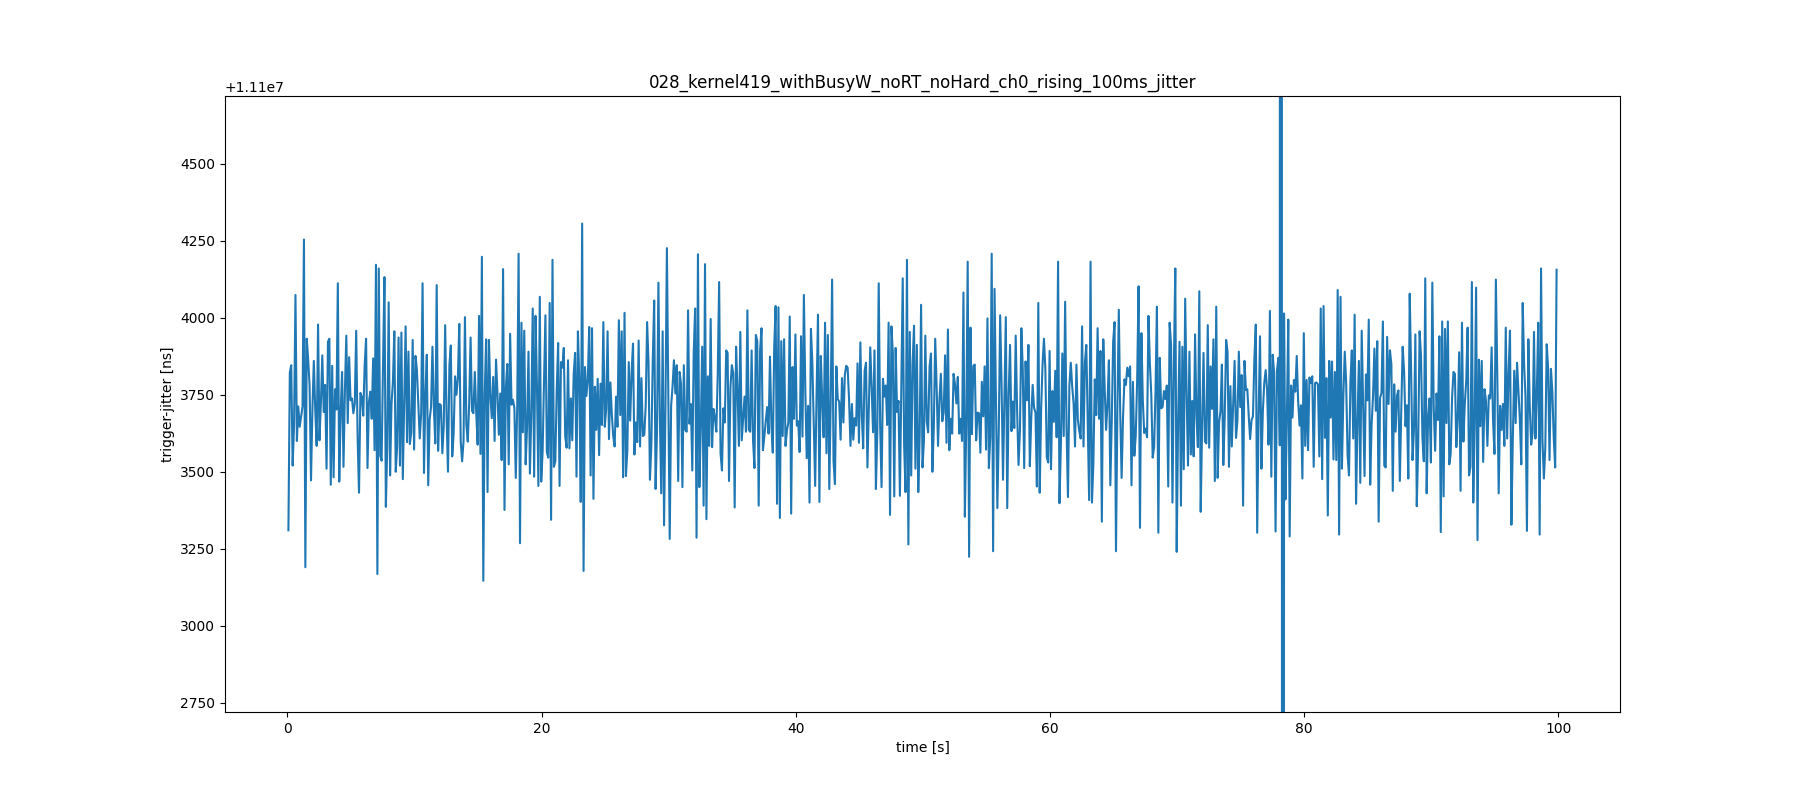 028_kernel419_withBusyW_noRT_noHard_ch0_rising_100ms_jitter
+1.11e7
4500
4250
4000
3750
3500
3250
3000
2750
trigger-jitter [ns]
0 20 40 60 80 100
time [s]